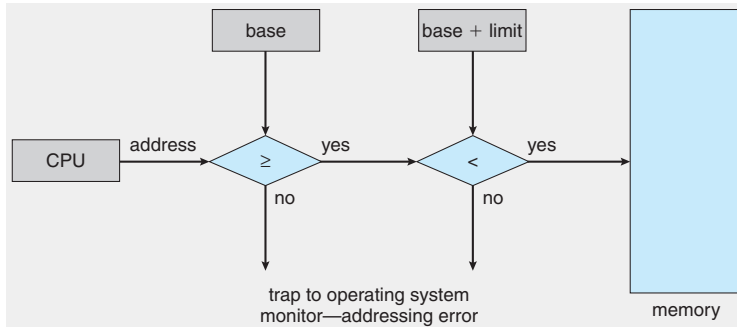 base
base + limit
CPU
address
≥
yes
<
yes
no
no
trap to operating system
monitor—addressing error
memory